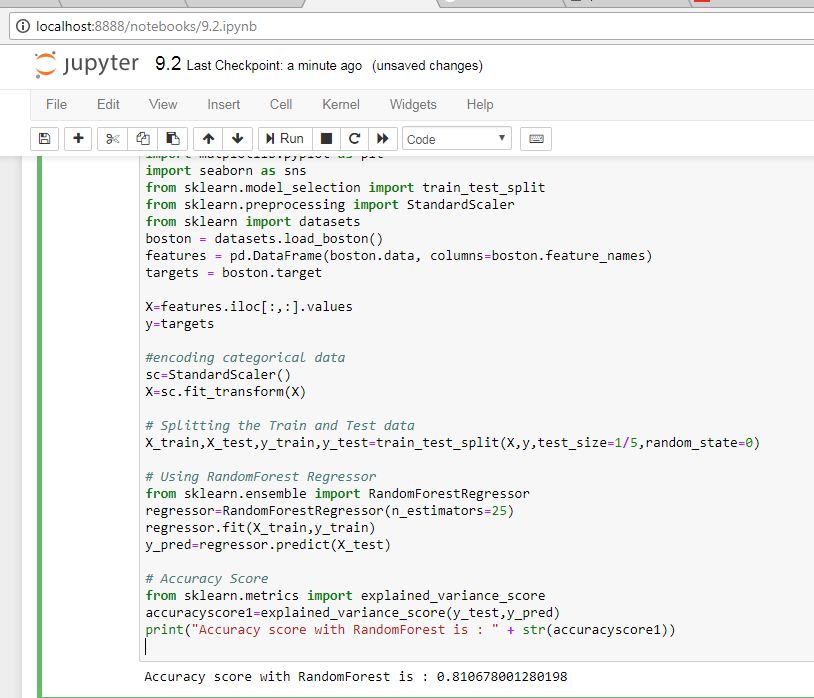 localhost:8888/notebooks/9.2.ipynb
jupyter 9.2 Last Checkpoint: a minute ago (unsaved changes)
File Edit View Insert Cell Kernel Widgets Help
Run Code
import matplotlib.pyplot as plt
import seaborn as sns
from sklearn.model_selection import train_test_split
from sklearn.preprocessing import StandardScaler
from sklearn import datasets
boston = datasets.load_boston()
features = pd.DataFrame(boston.data, columns=boston.feature_names)
targets = boston.target
X=features.iloc[:,:].values
y=targets
#encoding categorical data
sc=StandardScaler()
X=sc.fit_transform(X)
# Splitting the Train and Test data
X_train,X_test,y_train,y_test=train_test_split(X,y,test_size=1/5,random_state=0)
# Using RandomForest Regressor
from sklearn.ensemble import RandomForestRegressor
regressor=RandomForestRegressor(n_estimators=25)
regressor.fit(X_train,y_train)
y_pred=regressor.predict(X_test)
# Accuracy Score
from sklearn.metrics import explained_variance_score
accuracyscore1=explained_variance_score(y_test,y_pred)
print("Accuracy score with RandomForest is : " + str(accuracyscore1))
Accuracy score with RandomForest is : 0.810678001280198